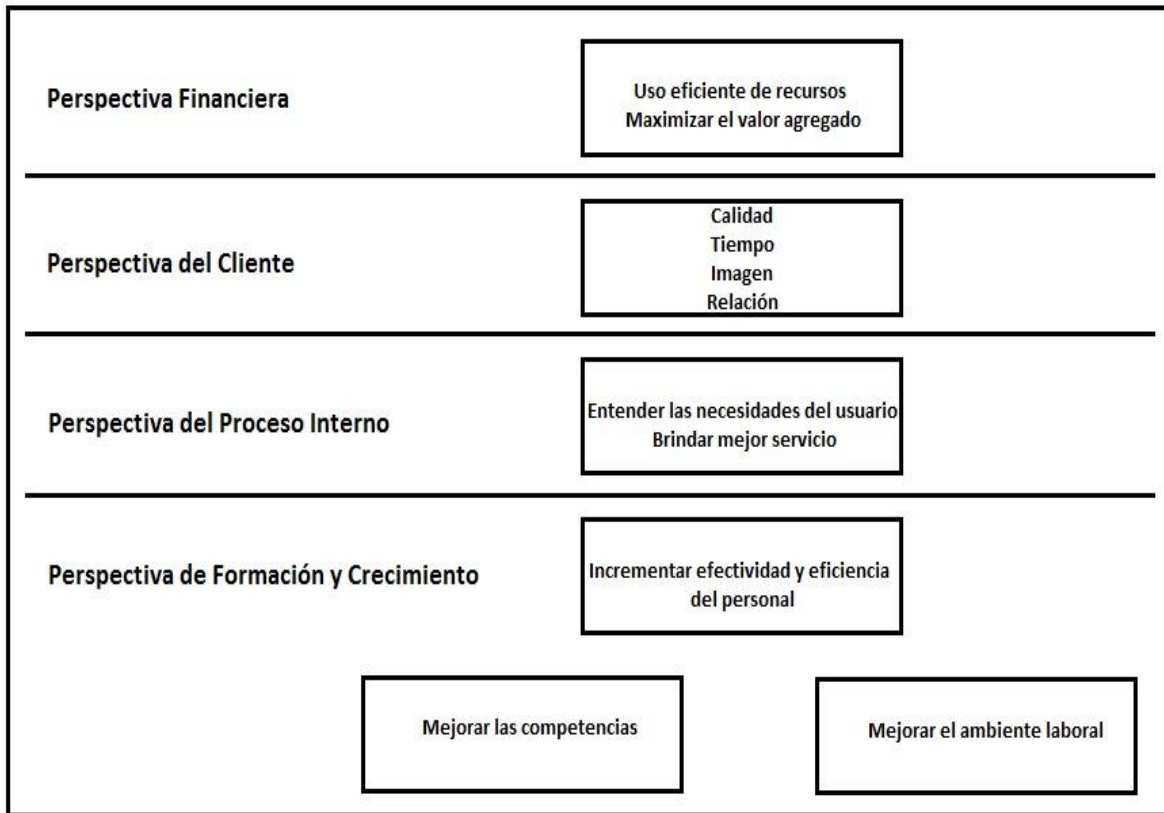 Perspectiva Financiera
Uso eficiente de recursos
Maximizar el valor agregado
Perspectiva del Cliente
Calidad
Tiempo
Imagen
Relación
Perspectiva del Proceso Interno
Entender las necesidades del usuario
Brindar mejor servicio
Perspectiva de Formación y Crecimiento
Incrementar efectividad y eficiencia
del personal
Mejorar las competencias
Mejorar el ambiente laboral